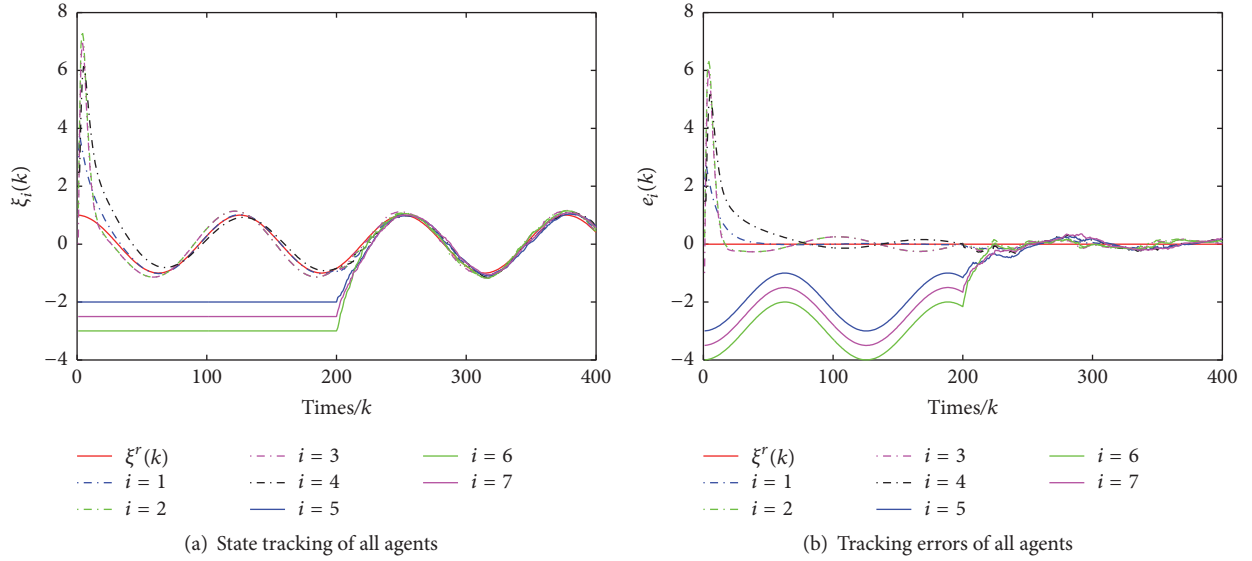 8
6
4
2
0
−2
−4
ξi(k)
0 100 200 300 400
Times/k
ξr(k)
i = 1
i = 2
i = 3
i = 4
i = 5
i = 6
i = 7
(a) State tracking of all agents
8
6
4
2
0
−2
−4
ei(k)
0 100 200 300 400
Times/k
ξr(k)
i = 1
i = 2
i = 3
i = 4
i = 5
i = 6
i = 7
(b) Tracking errors of all agents